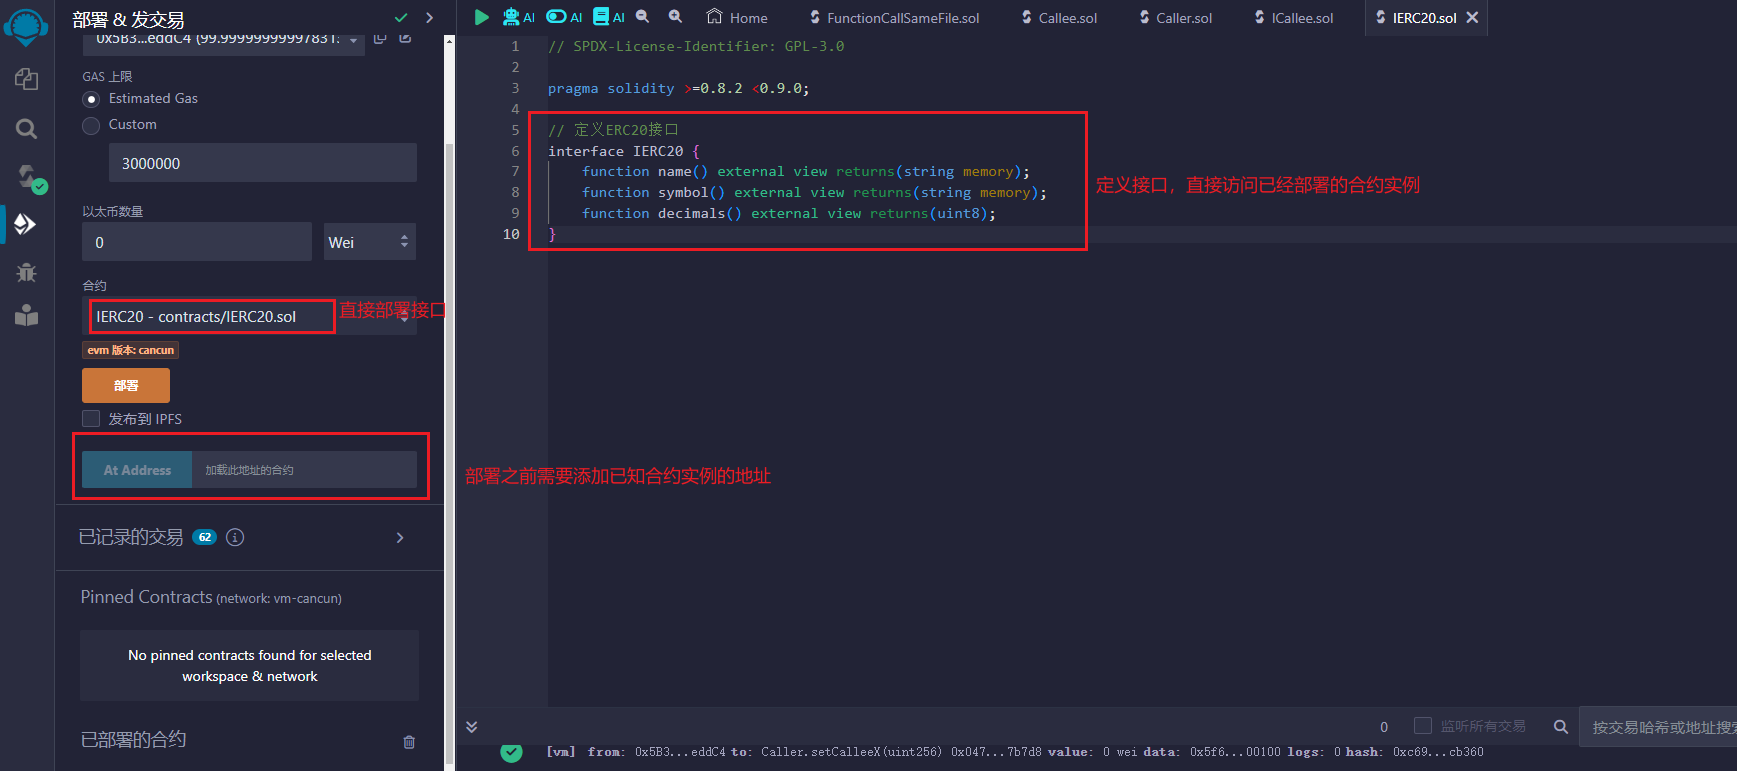 部署 & 发交易
0x5B3...eddC4 (99.99999999997831
GAS 上限
Estimated Gas
Custom
3000000
以太币数量
0
Wei
合约
IERC20 - contracts/IERC20.sol
直接部署接口
evm 版本: cancun
部署
发布到 IPFS
At Address
加载此地址的合约
部署之前需要添加已知合约实例的地址
已记录的交易 62
Pinned Contracts (network: vm-cancun)
No pinned contracts found for selected
workspace & network
已部署的合约
AI AI AI Home FunctionCallSameFile.sol Callee.sol Caller.sol ICallee.sol IERC20.sol
1 // SPDX-License-Identifier: GPL-3.0
2
3 pragma solidity >=0.8.2 <0.9.0;
4
5 // 定义ERC20接口
6 interface IERC20 {
7 function name() external view returns(string memory);
8 function symbol() external view returns(string memory);
9 function decimals() external view returns(uint8);
10 }
定义接口，直接访问已经部署的合约实例
0 监听所有交易 按交易哈希或地址搜索
[vm] from: 0x5B3...eddC4 to: Caller.setCalleeX(uint256) 0x047...7b7d8 value: 0 wei data: 0x5f6...00100 logs: 0 hash: 0xc69...cb360